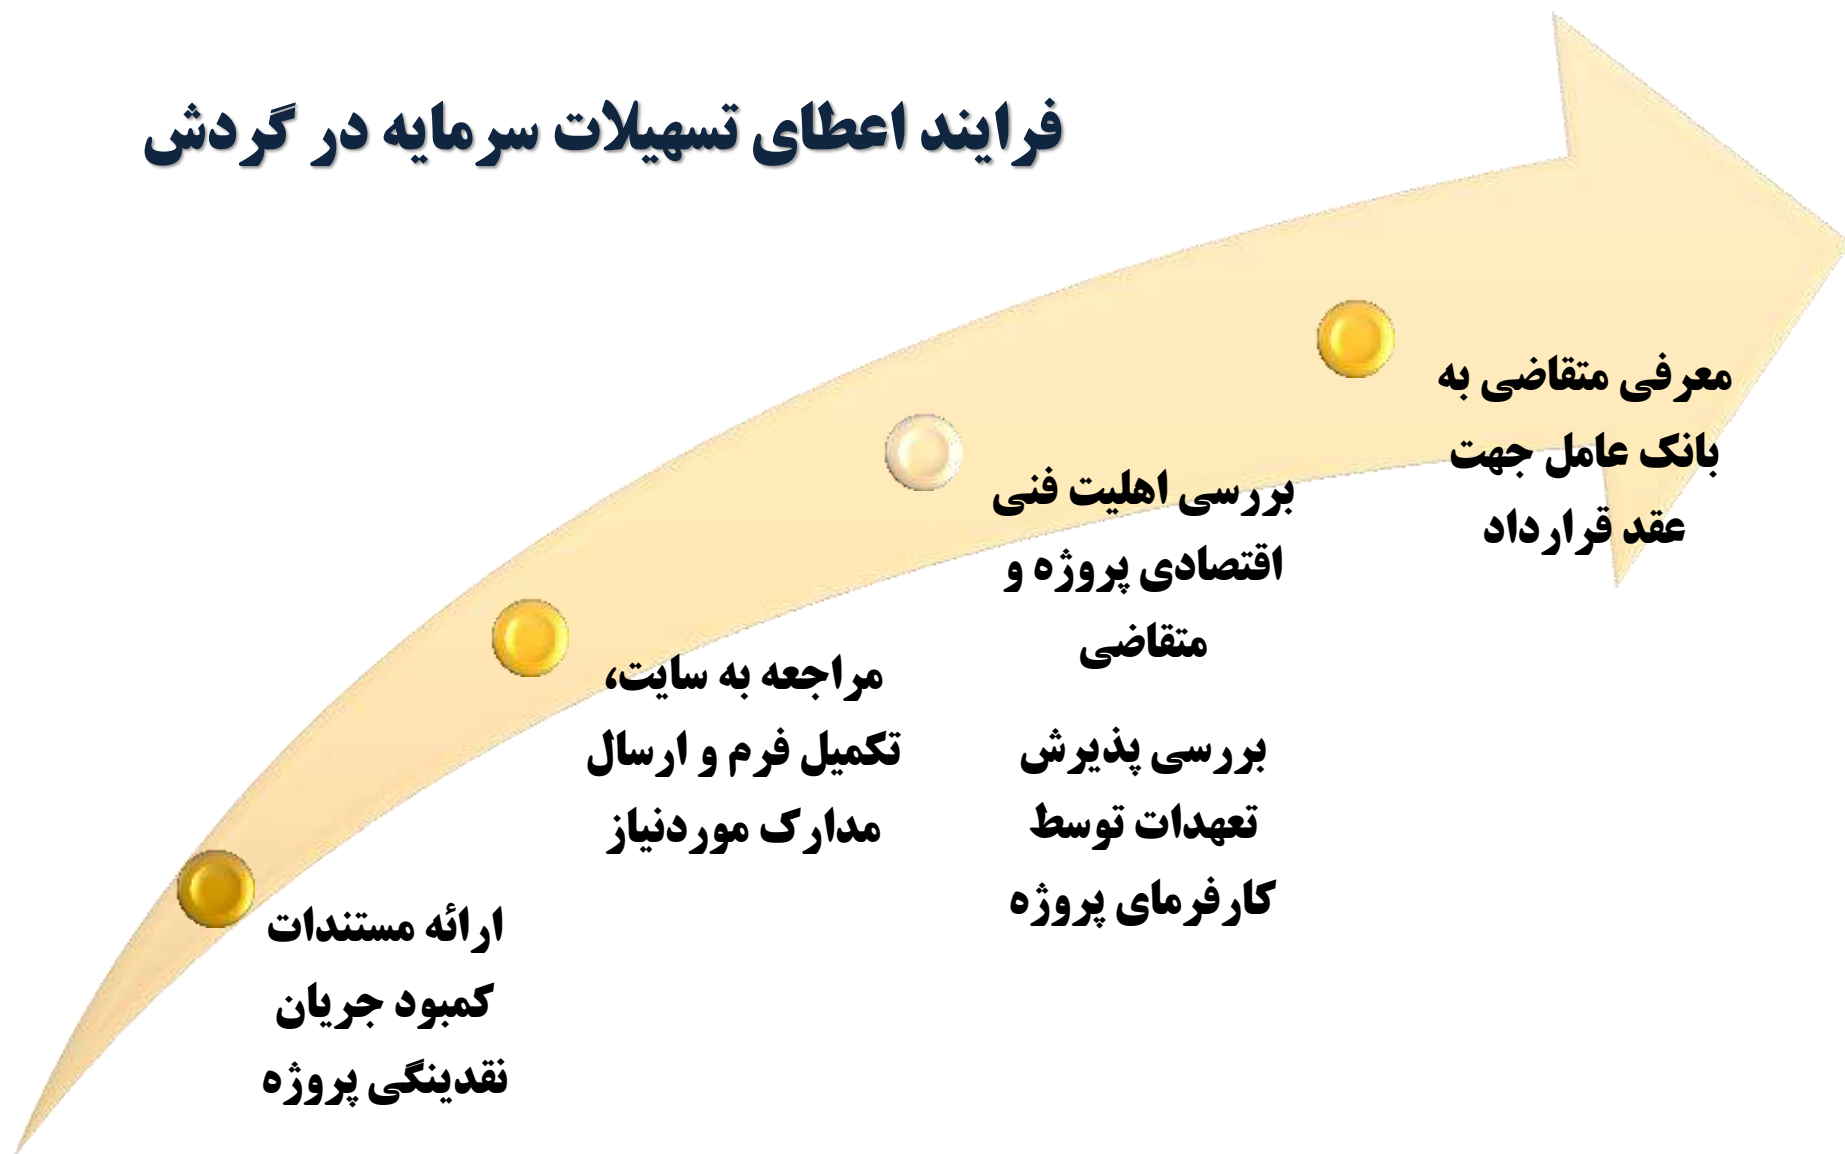 فرایند اعطای تسهیلات سرمایه در گردش
ارائه مستندات
کمبود جریان
نقدینگی پروژه
مراجعه به سایت،
تکمیل فرم و ارسال
مدارک موردنیاز
بررسی اهلیت فنی
اقتصادی پروژه و
متقاضی
بررسی پذیرش
تعهدات توسط
کارفرمای پروژه
معرفی متقاضی به
بانک عامل جهت
عقد قرارداد